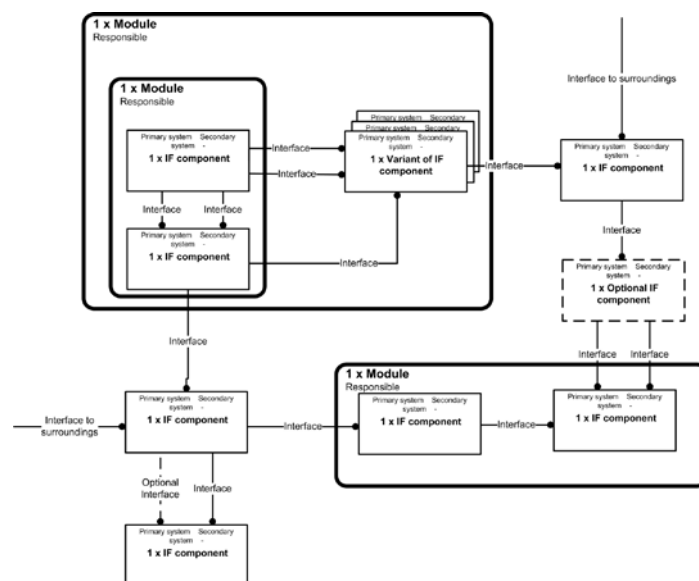 1 x Module
Responsible
1 x Module
Responsible
Interface to surroundings
Primary system Secondary
Primary system Secondary
Primary system Secondary
system -
1 x IF component
Interface
Interface
Primary system Secondary
system -
1 x Variant of IF
component
Interface
Primary system Secondary
system -
1 x IF component
Interface
Interface
Interface
Primary system Secondary
system -
1 x IF component
Interface
Primary system Secondary
system -
1 x Optional IF
component
Interface
Interface
Interface
1 x Module
Responsible
Primary system Secondary
system -
1 x IF component
Interface to
surroundings
Interface
Primary system Secondary
system -
1 x IF component
Interface
Primary system Secondary
system -
1 x IF component
Optional
Interface
Interface
Primary system Secondary
system -
1 x IF component